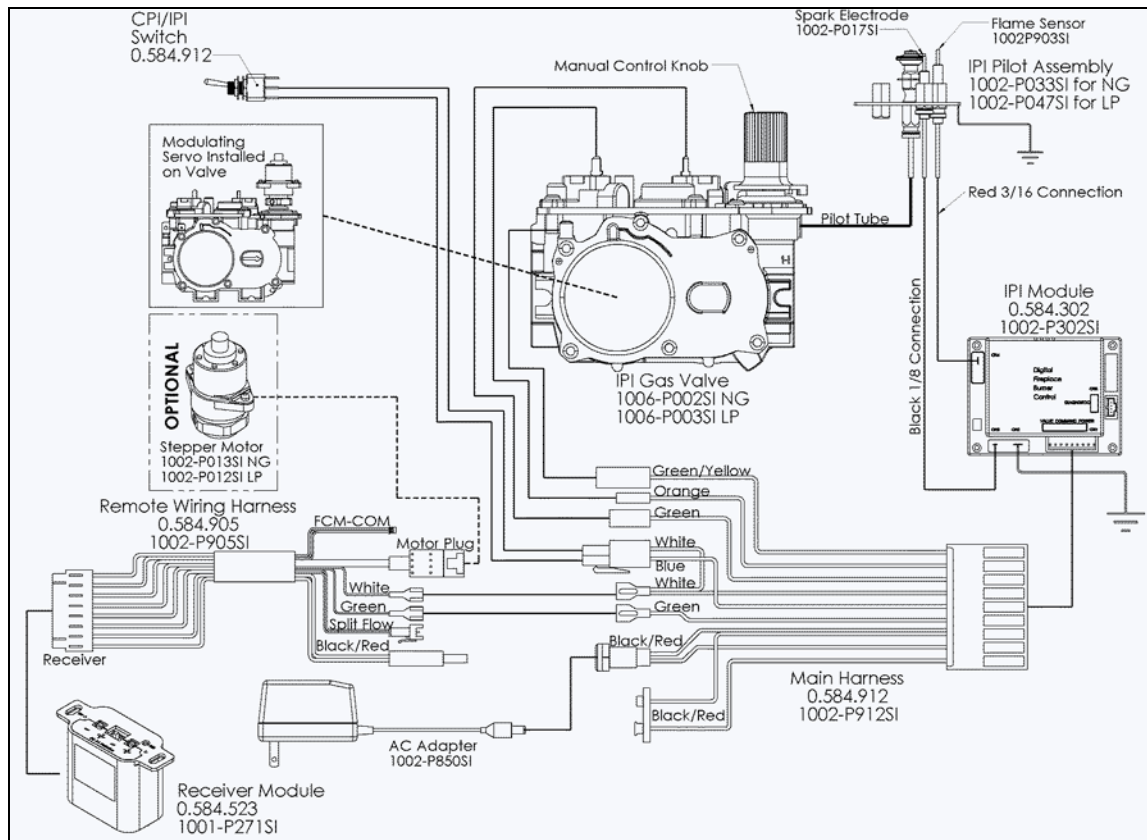 CPI/IPI
Switch
0.584.912
Spark Electrode
1002-P017SI
Flame Sensor
1002P903SI
IPI Pilot Assembly
1002-P033SI for NG
1002-P047SI for LP
Manual Control Knob
Modulating
Servo Installed
on Valve
Pilot Tube
Red 3/16 Connection
Black 1/8 Connection
IPI Module
0.584.302
1002-P302SI
Digital
Fireplace
Burner
Control
DIAGNOSTIC
IPI Gas Valve
1006-P002SI NG
1006-P003SI LP
OPTIONAL
Stepper Motor
1002-P013SI NG
1002-P012SI LP
Green/Yellow
Orange
Green
White
Blue
White
Green
Black/Red
Black/Red
Remote Wiring Harness
0.584.905
1002-P905SI
FCM-COM
Motor Plug
White
Green
Split Flow
Black/Red
Receiver
Main Harness
0.584.912
1002-P912SI
AC Adapter
1002-P850SI
Receiver Module
0.584.523
1001-P271SI